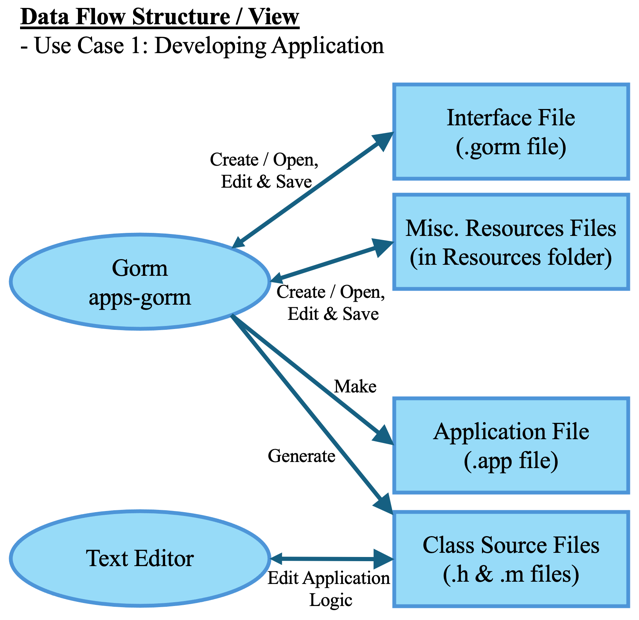 Data Flow Structure / View
- Use Case 1: Developing Application
Interface File
(.gorm file)
Create / Open,
Edit & Save
Misc. Resources Files
(in Resources folder)
Gorm
apps-gorm
Create / Open,
Edit & Save
Make
Application File
(.app file)
Generate
Text Editor
Edit Application
Logic
Class Source Files
(.h & .m files)